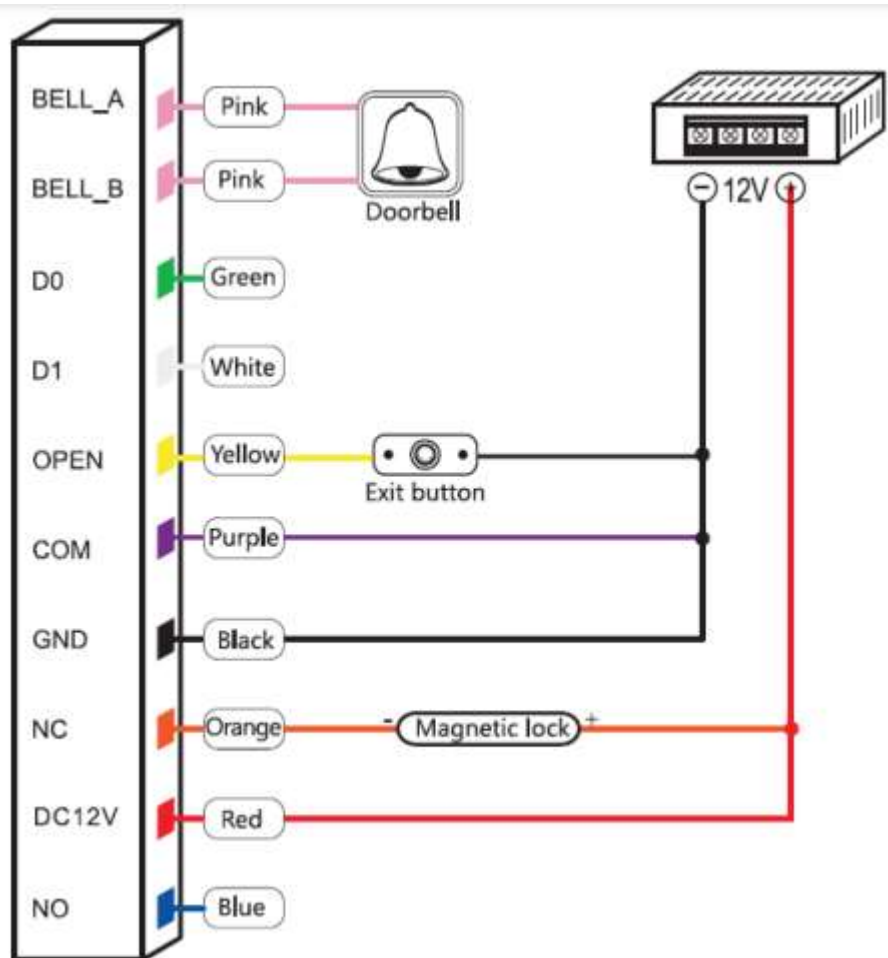 BELL_A Pink
BELL_B Pink
Doorbell
- 12V +
D0 Green
D1 White
OPEN Yellow
Exit button
COM Purple
GND Black
NC Orange - Magnetic lock +
DC12V Red
NO Blue